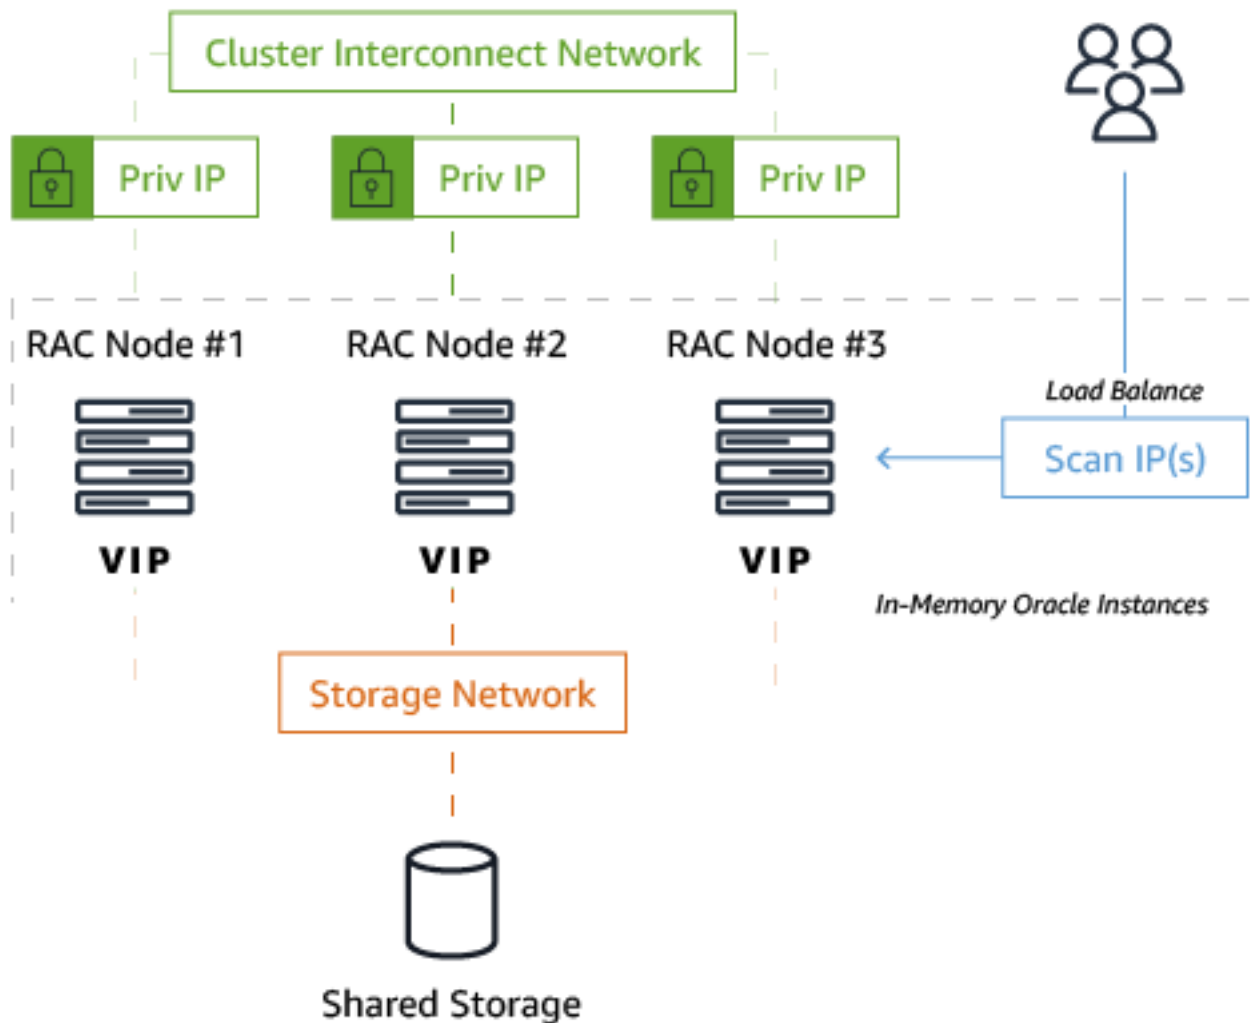 Cluster Interconnect Network
Priv IP
Priv IP
Priv IP
RAC Node #1
RAC Node #2
RAC Node #3
Load Balance
Scan IP(s)
VIP
VIP
VIP
In-Memory Oracle Instances
Storage Network
Shared Storage